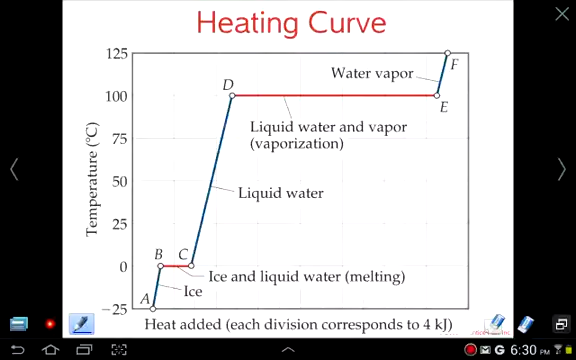 Heating Curve
125
F
Water vapor
D
100
E
Liquid water and vapor
(vaporization)
75
Temperature (°C)
50
Liquid water
25
B
C
0
Ice and liquid water (melting)
Ice
A
−25
Heat added (each division corresponds to 4 kJ)
G
6:30 PM